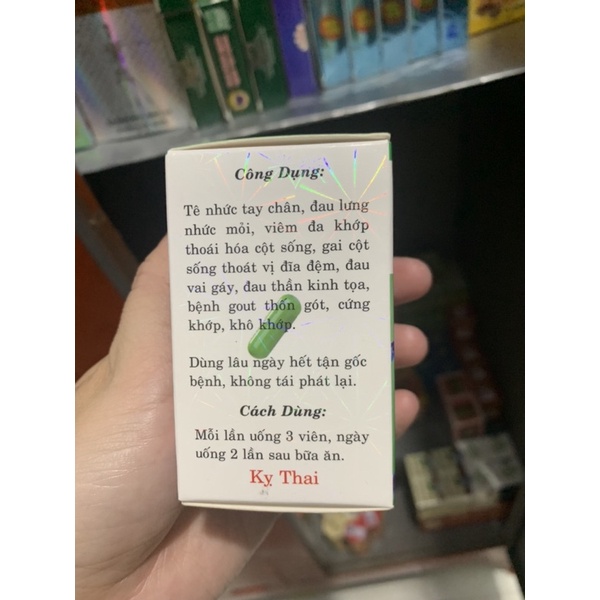 Công Dụng:
Tê nhức tay chân, đau lưng
nhức mỏi, viêm đa khớp
thoái hóa cột sống, gai cột
sống thoát vị đĩa đệm, đau
vai gáy, đau thần kinh tọa,
bệnh gout thốn gót, cứng
khớp, khô khớp.
Dùng lâu ngày hết tận gốc
bệnh, không tái phát lại.
Cách Dùng:
Mỗi lần uống 3 viên, ngày
uống 2 lần sau bữa ăn.
Kỵ Thai